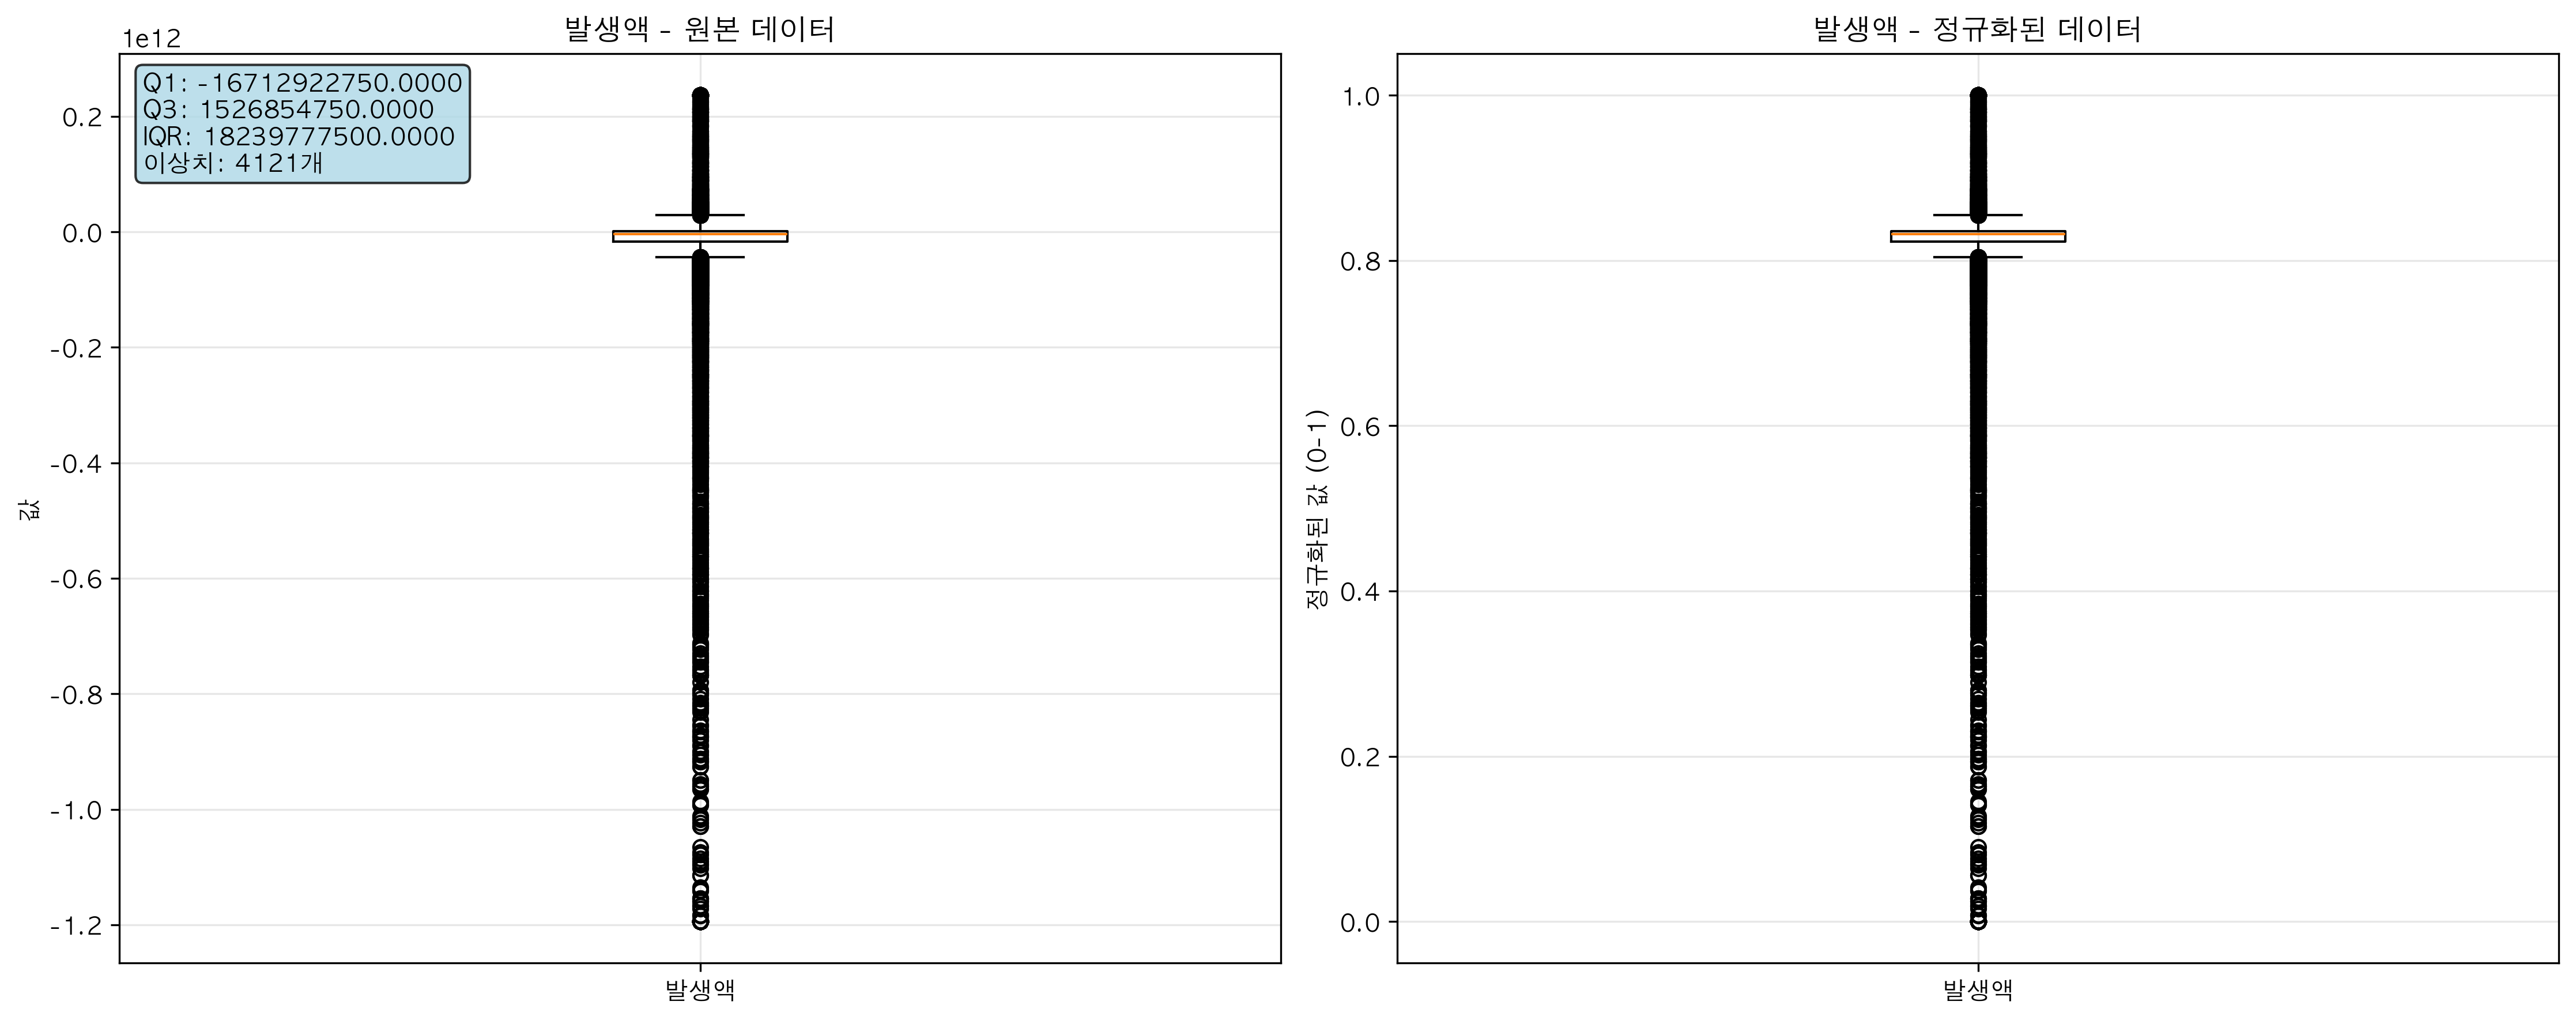 발생액 - 원본 데이터
1e12
Q1: -16712922750.0000
Q3: 1526854750.0000
IQR: 18239777500.0000
이상치: 4121개
0.2
0.0
-0.2
-0.4
-0.6
-0.8
-1.0
-1.2
값
발생액
발생액 - 정규화된 데이터
1.0
0.8
0.6
0.4
0.2
0.0
정규화된 값 (0-1)
발생액